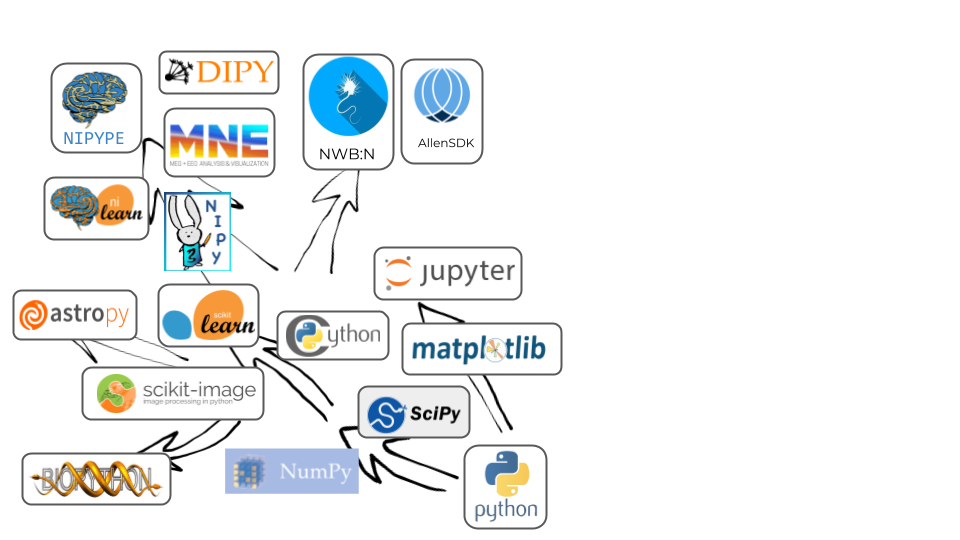 DIPY
NIPYPE
MNE
MEG + EEG ANALYSIS & VISUALIZATION
NWB:N
AllenSDK
ni
learn
N
I
P
y
jupyter
astropy
scikit
learn
Cython
matplotlib
scikit-image
image processing in python
SciPy
BIOPYTHON
NumPy
python